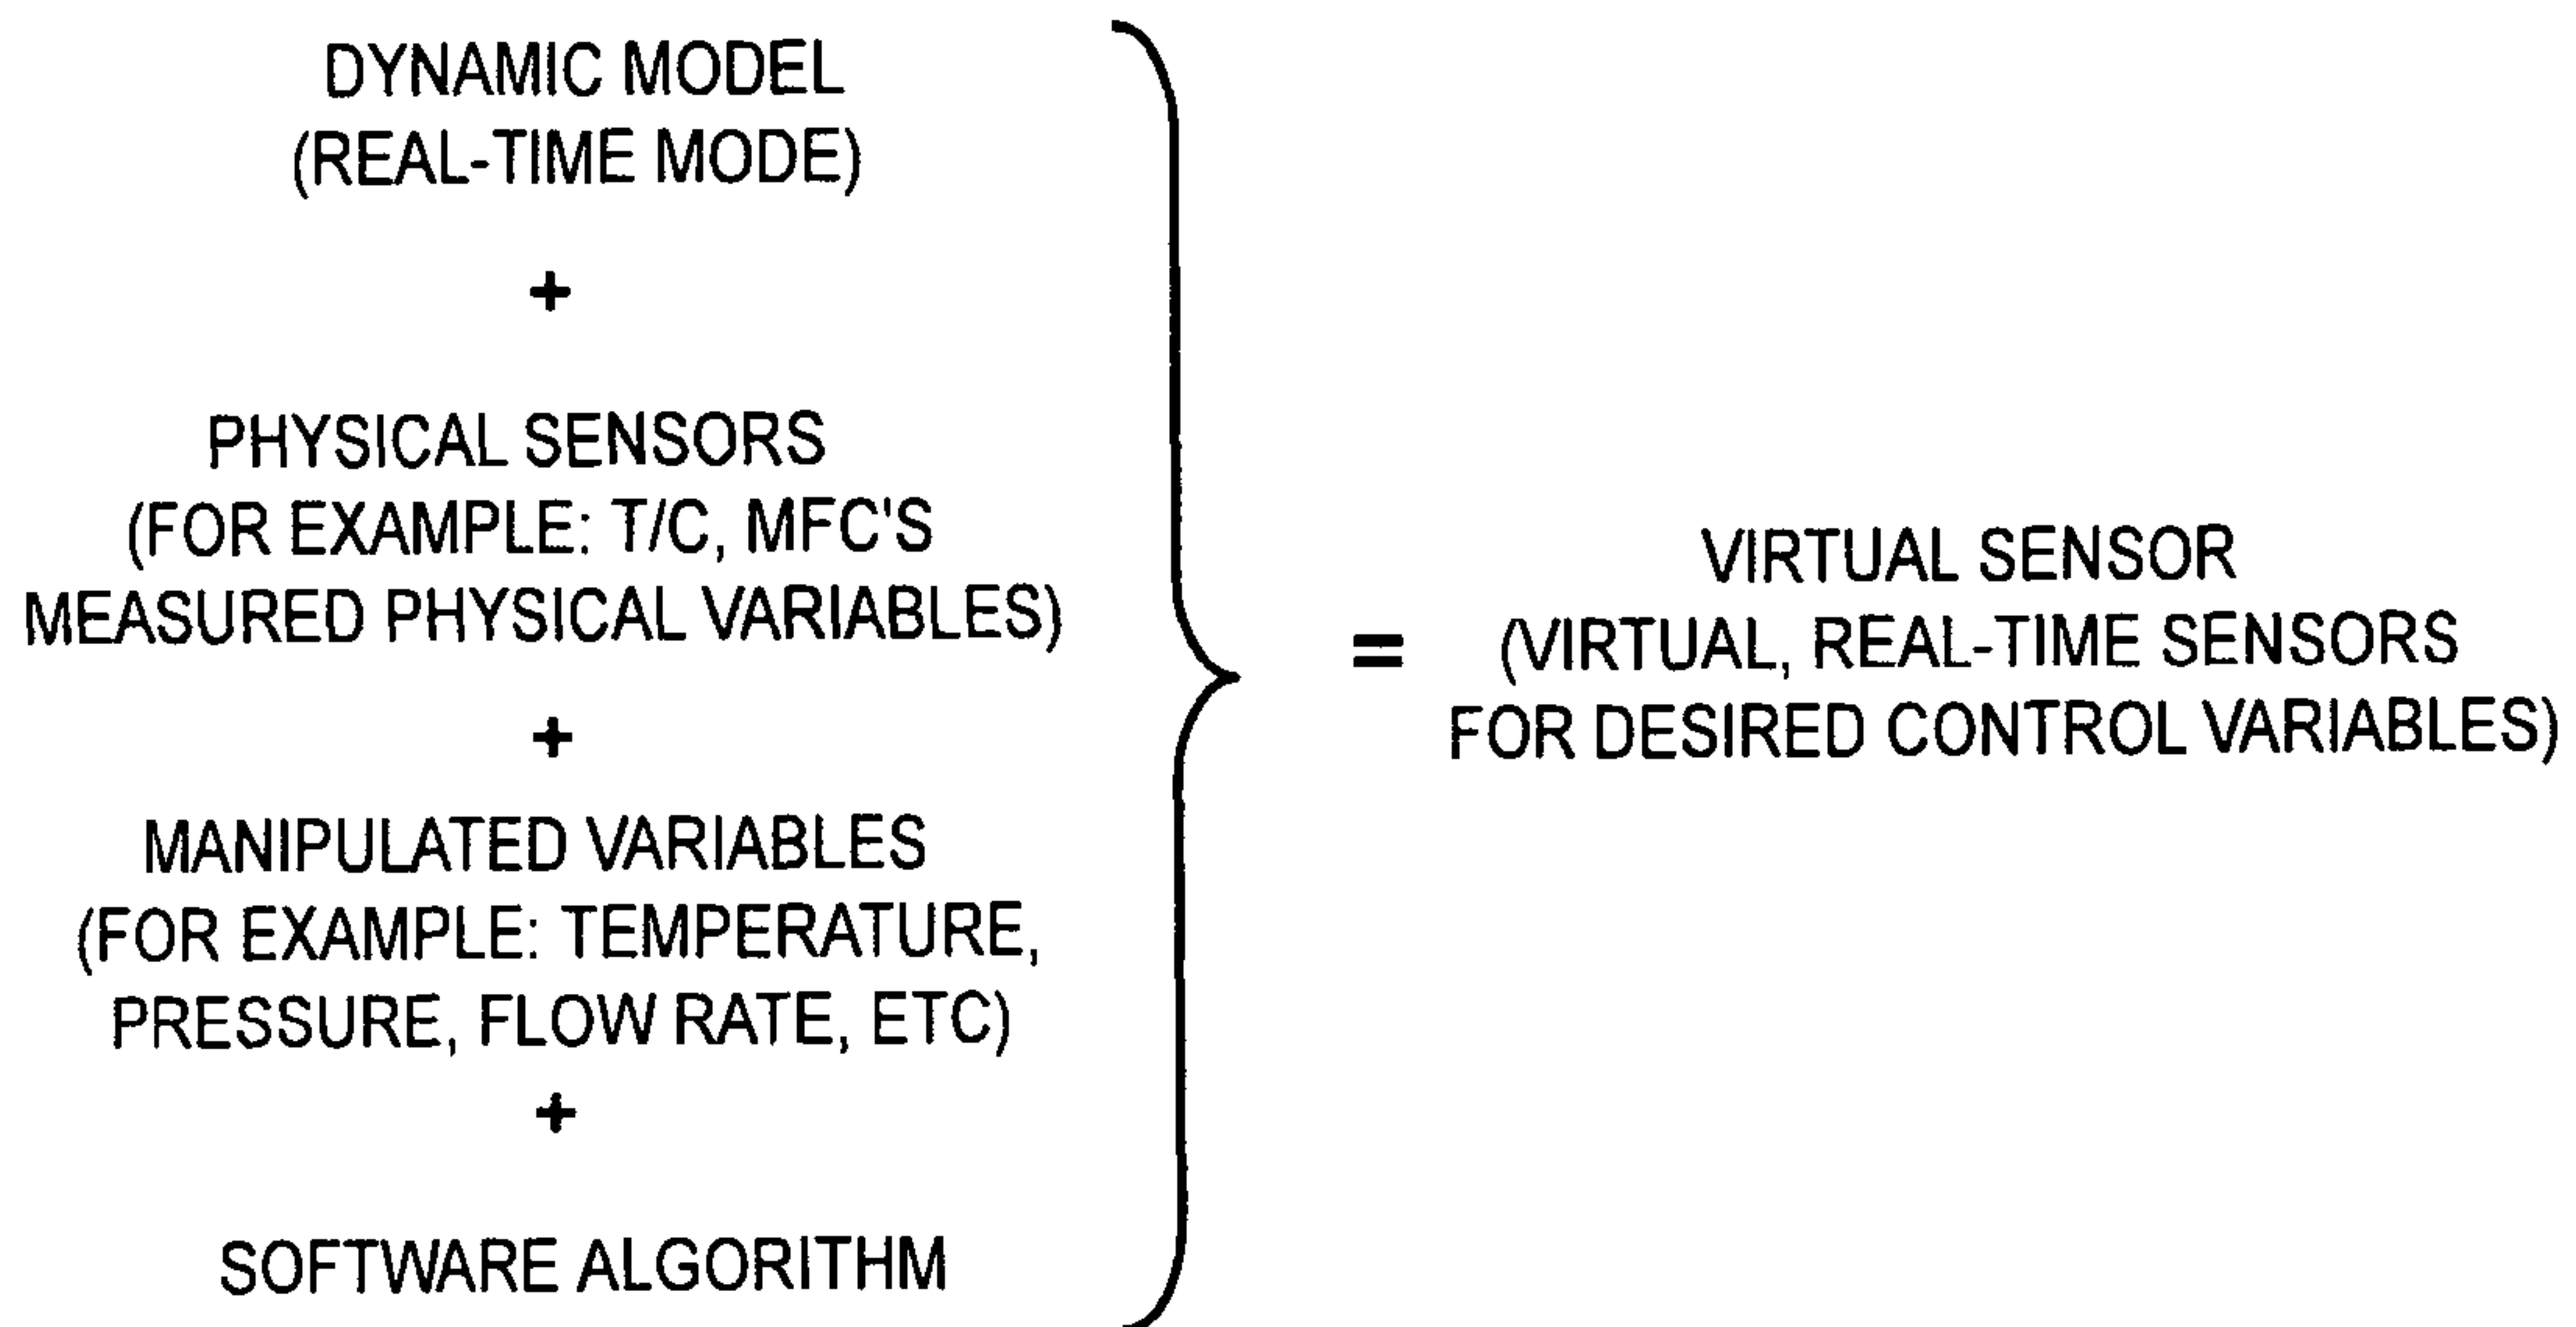 DYNAMIC MODEL
(REAL-TIME MODE)
+
PHYSICAL SENSORS
(FOR EXAMPLE: T/C, MFC'S
MEASURED PHYSICAL VARIABLES)
+
MANIPULATED VARIABLES
(FOR EXAMPLE: TEMPERATURE,
PRESSURE, FLOW RATE, ETC)
+
SOFTWARE ALGORITHM
=
VIRTUAL SENSOR
(VIRTUAL, REAL-TIME SENSORS
FOR DESIRED CONTROL VARIABLES)